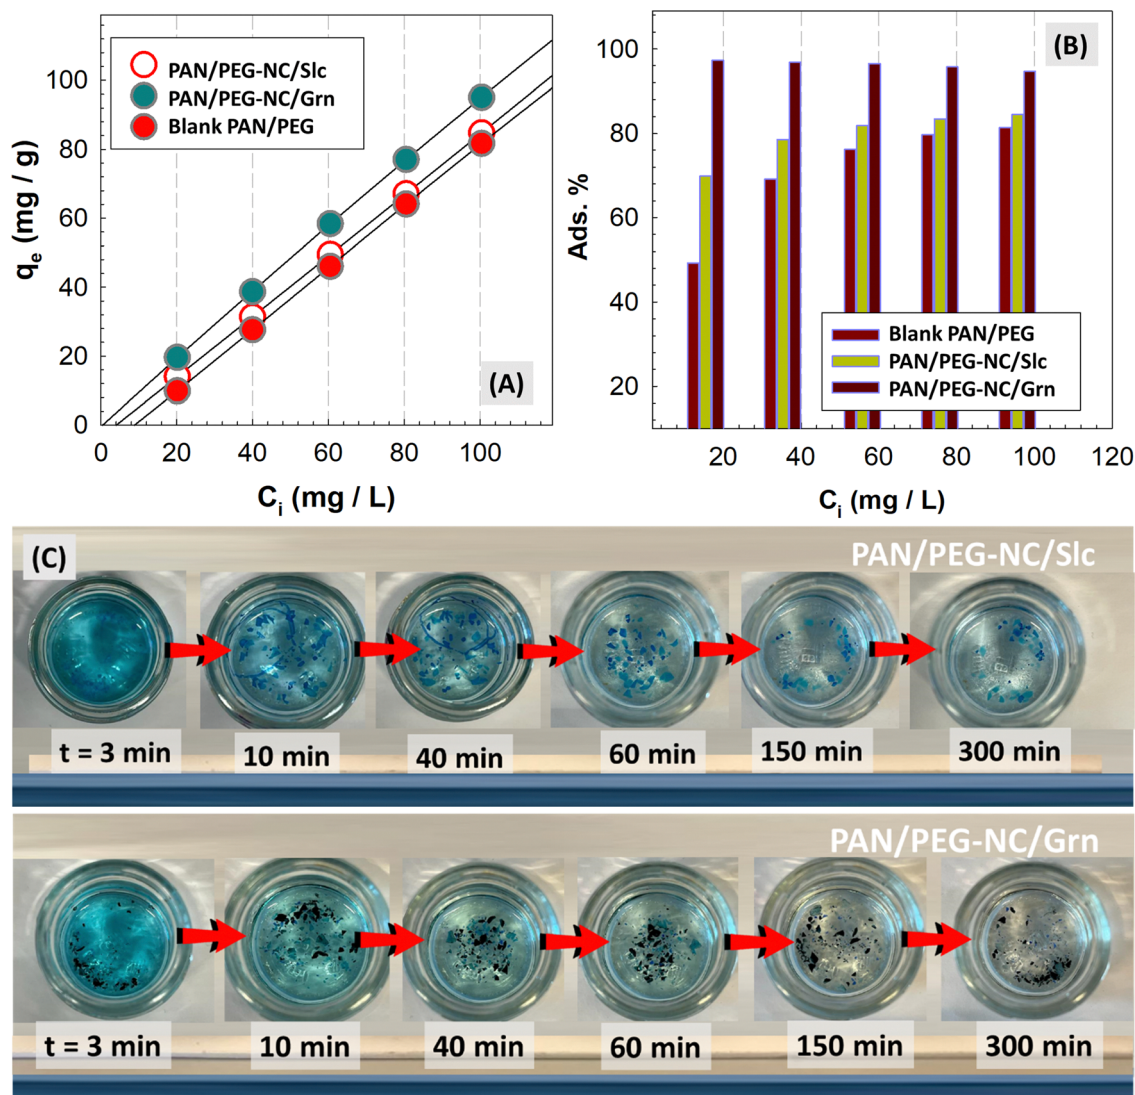 PAN/PEG-NC/Slc
PAN/PEG-NC/Grn
Blank PAN/PEG
(A)
qe (mg / g)
100
80
60
40
20
0
0 20 40 60 80 100
Ci (mg / L)
(B)
Ads. %
100
80
60
40
20
Blank PAN/PEG
PAN/PEG-NC/Slc
PAN/PEG-NC/Grn
20 40 60 80 100 120
Ci (mg / L)
(C)
PAN/PEG-NC/Slc
t = 3 min 10 min 40 min 60 min 150 min 300 min
PAN/PEG-NC/Grn
t = 3 min 10 min 40 min 60 min 150 min 300 min